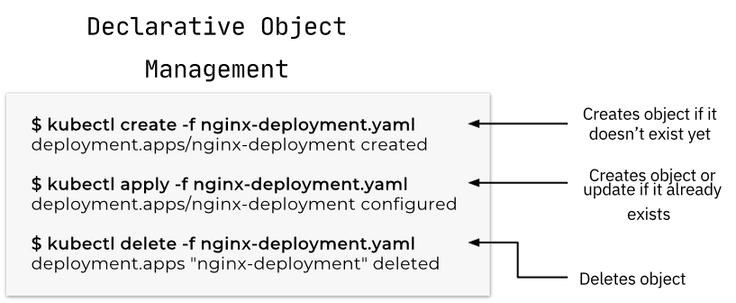 Declarative Object
Management
$ kubectl create -f nginx-deployment.yaml
deployment.apps/nginx-deployment created
$ kubectl apply -f nginx-deployment.yaml
deployment.apps/nginx-deployment configured
$ kubectl delete -f nginx-deployment.yaml
deployment.apps "nginx-deployment" deleted
Creates object if it
doesn’t exist yet
Creates object or
update if it already
exists
Deletes object